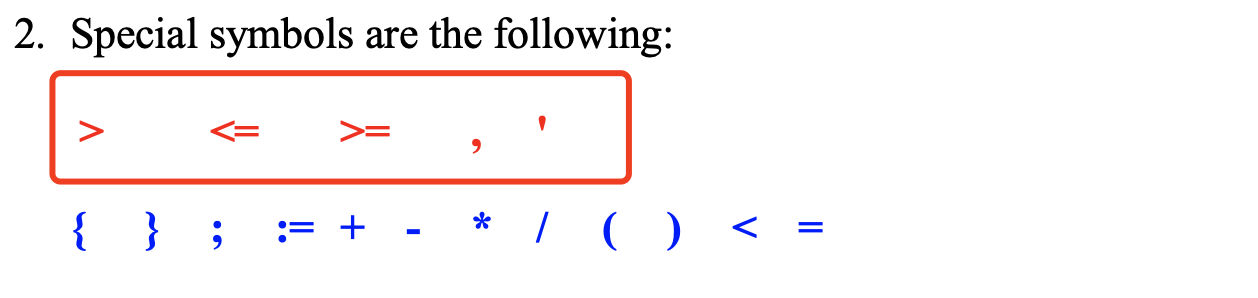 2. Special symbols are the following:
> <= >= , '
{ } ; := + - * / ( ) < =